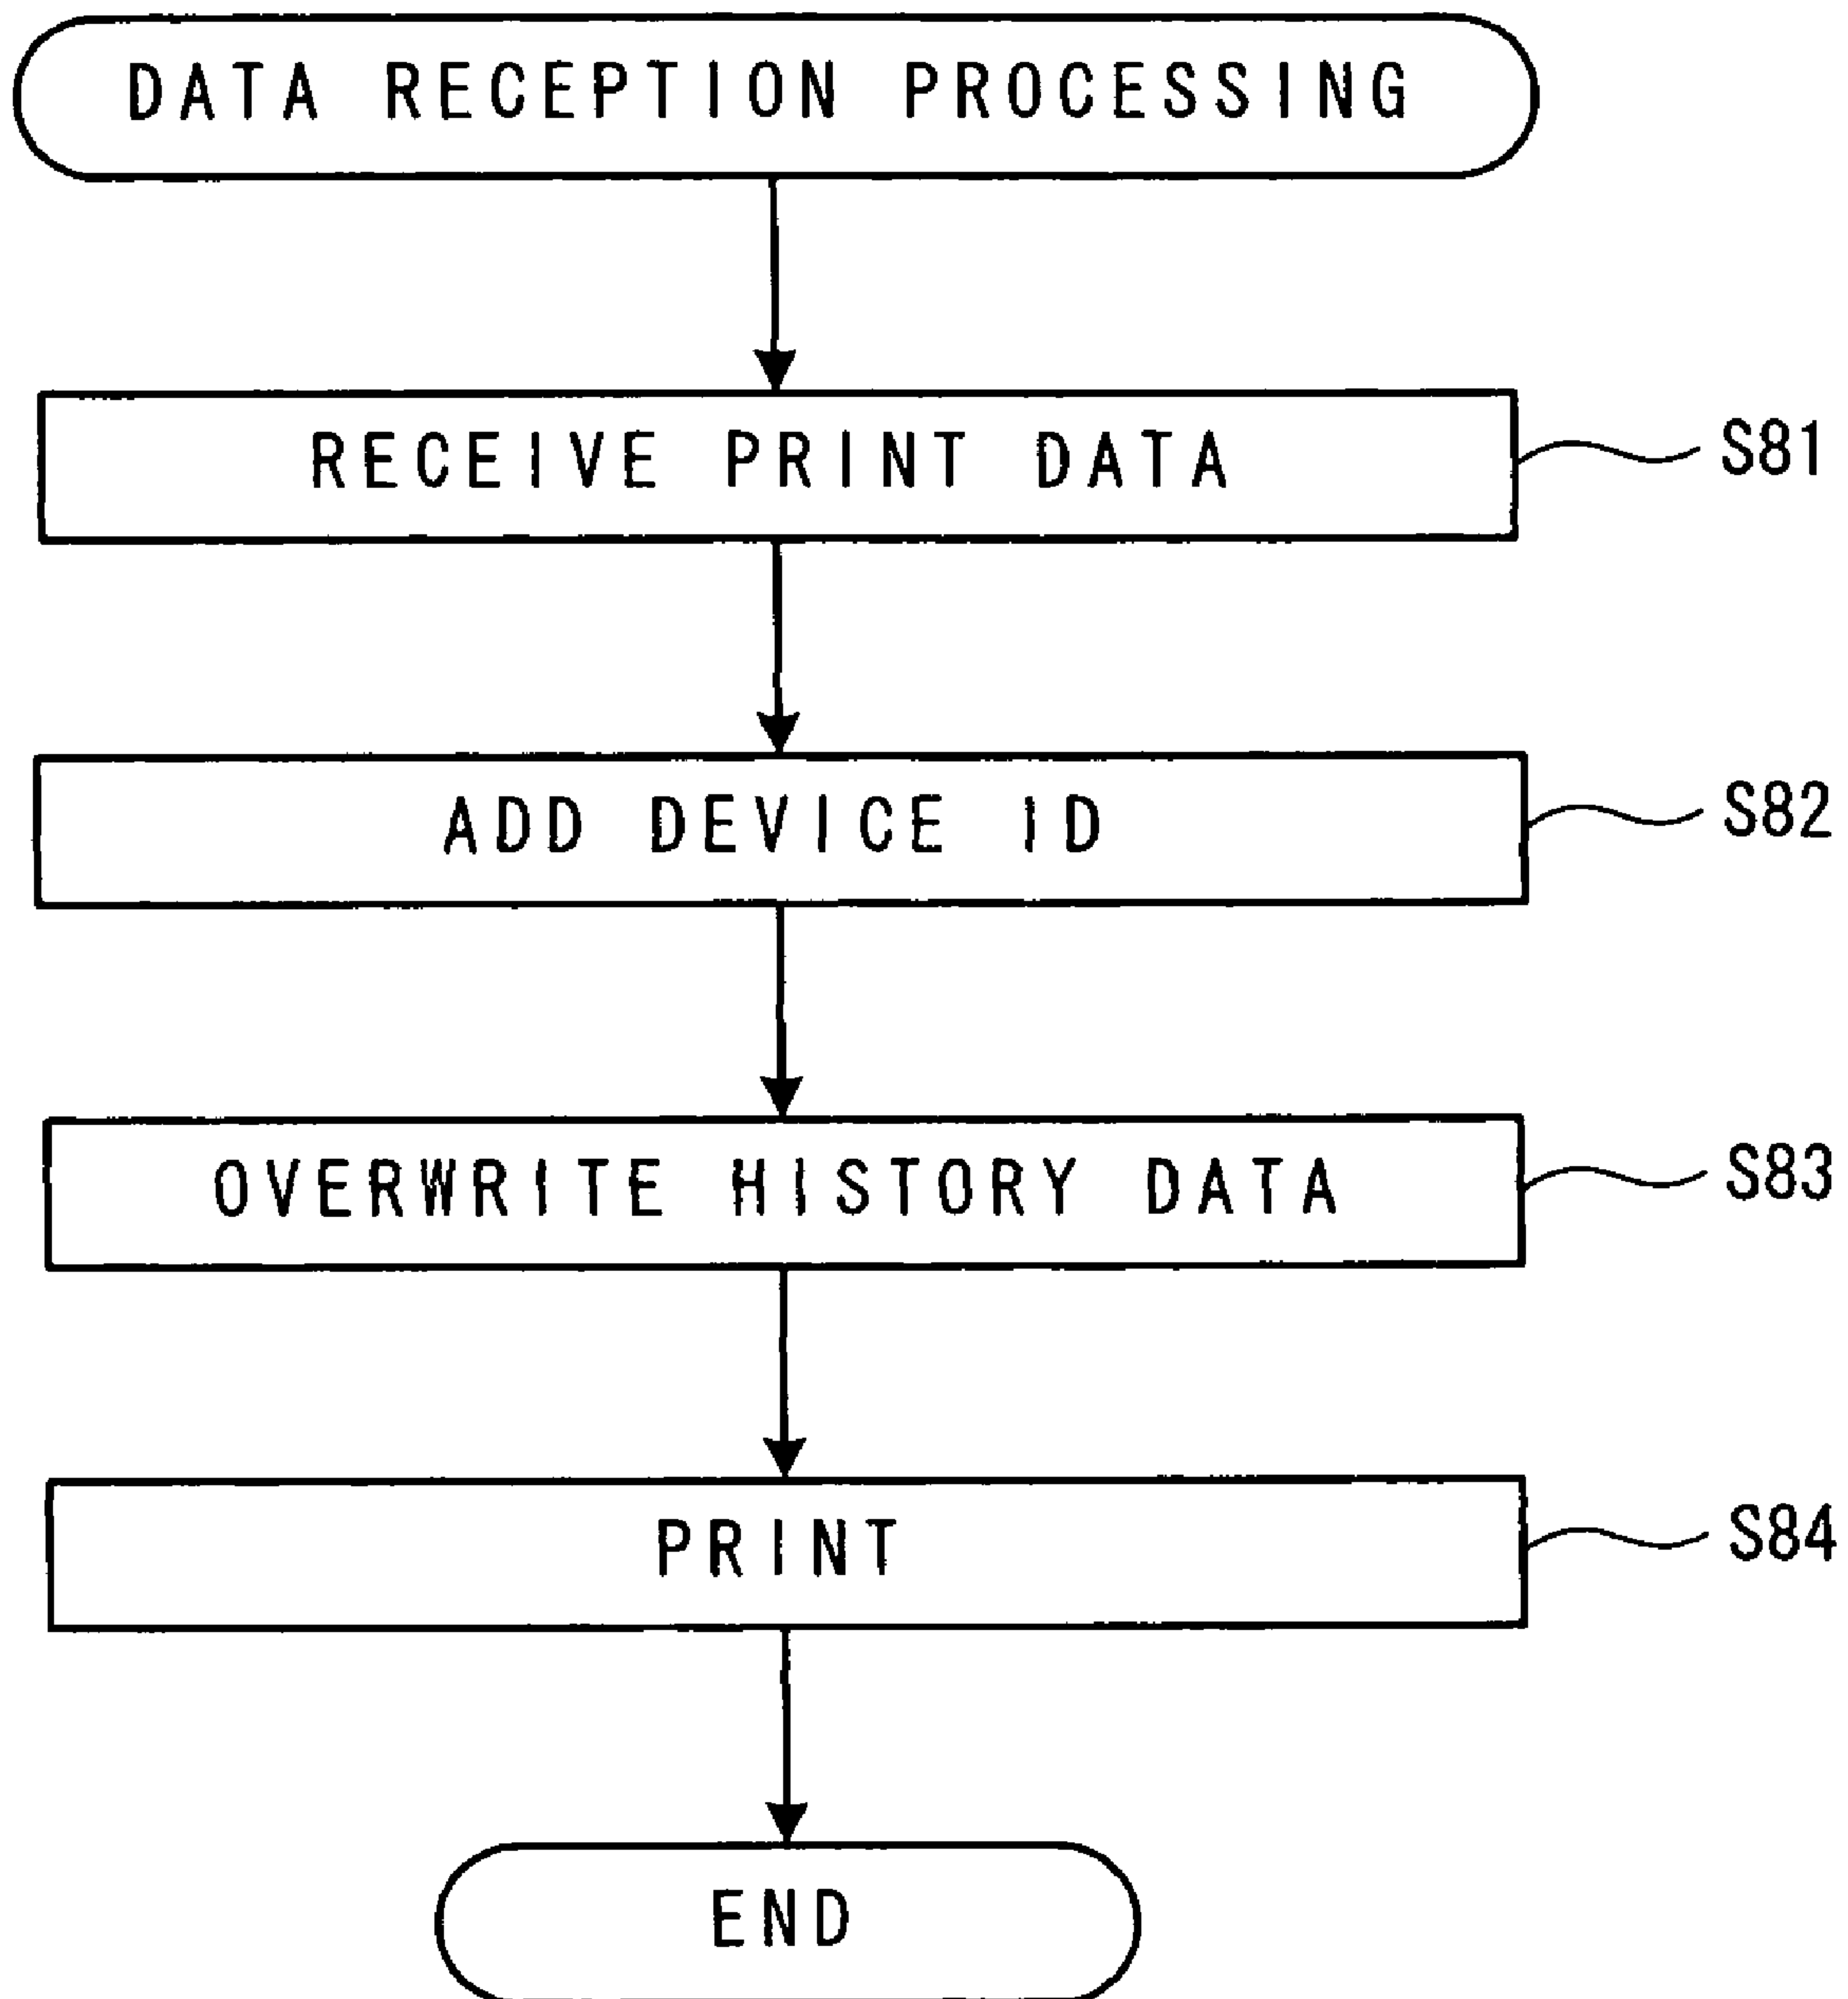 DATA RECEPTION PROCESSING
RECEIVE PRINT DATA
S81
ADD DEVICE ID
S82
OVERWRITE HISTORY DATA
S83
PRINT
S84
END